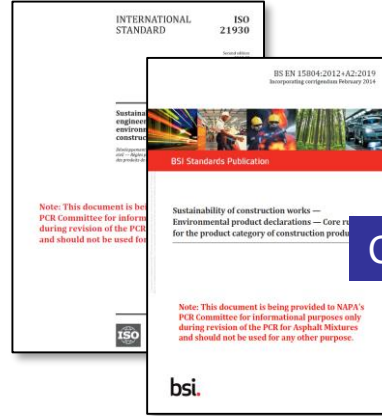 INTERNATIONAL
STANDARD
ISO
21930
Second edition
Sustaina
engineer
environm
construc
Note: This document is bei
PCR Committee for inform
during revision of the PCR
and should not be used for
ISO
BS EN 15804:2012+A2:2019
Incorporating corrigendum February 2014
BSI Standards Publication
Sustainability of construction works —
Environmental product declarations — Core ru
for the product category of construction produ
Note: This document is being provided to NAPA's
PCR Committee for informational purposes only
during revision of the PCR for Asphalt Mixtures
and should not be used for any other purpose.
bsi.